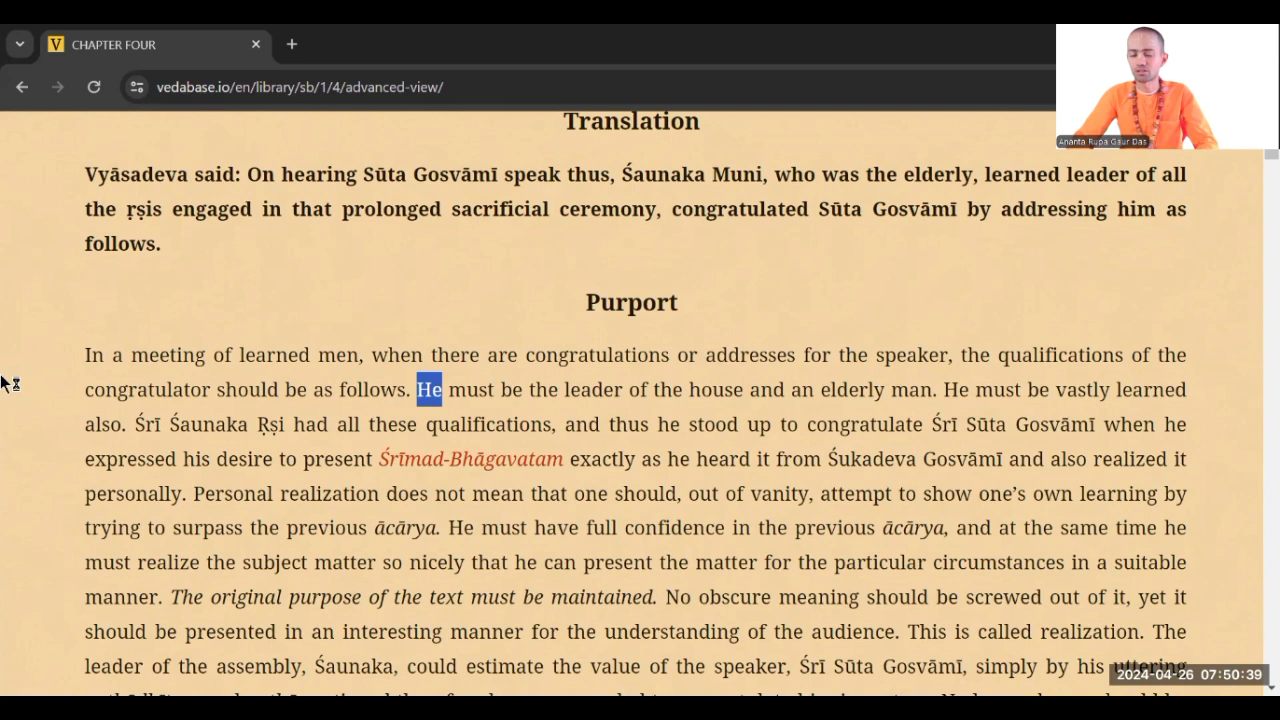 V CHAPTER FOUR
vedabase.io/en/library/sb/1/4/advanced-view/
Ananta Rupa Gaur Das
Translation
Vyāsadeva said: On hearing Sūta Gosvāmī speak thus, Śaunaka Muni, who was the elderly, learned leader of all
the ṛṣis engaged in that prolonged sacrificial ceremony, congratulated Sūta Gosvāmī by addressing him as
follows.
Purport
In a meeting of learned men, when there are congratulations or addresses for the speaker, the qualifications of the
congratulator should be as follows. He must be the leader of the house and an elderly man. He must be vastly learned
also. Śrī Śaunaka Ṛṣi had all these qualifications, and thus he stood up to congratulate Śrī Sūta Gosvāmī when he
expressed his desire to present Śrīmad-Bhāgavatam exactly as he heard it from Śukadeva Gosvāmī and also realized it
personally. Personal realization does not mean that one should, out of vanity, attempt to show one’s own learning by
trying to surpass the previous ācārya. He must have full confidence in the previous ācārya, and at the same time he
must realize the subject matter so nicely that he can present the matter for the particular circumstances in a suitable
manner. The original purpose of the text must be maintained. No obscure meaning should be screwed out of it, yet it
should be presented in an interesting manner for the understanding of the audience. This is called realization. The
leader of the assembly, Śaunaka, could estimate the value of the speaker, Śrī Sūta Gosvāmī, simply by his uttering
2024-04-26 07:50:39